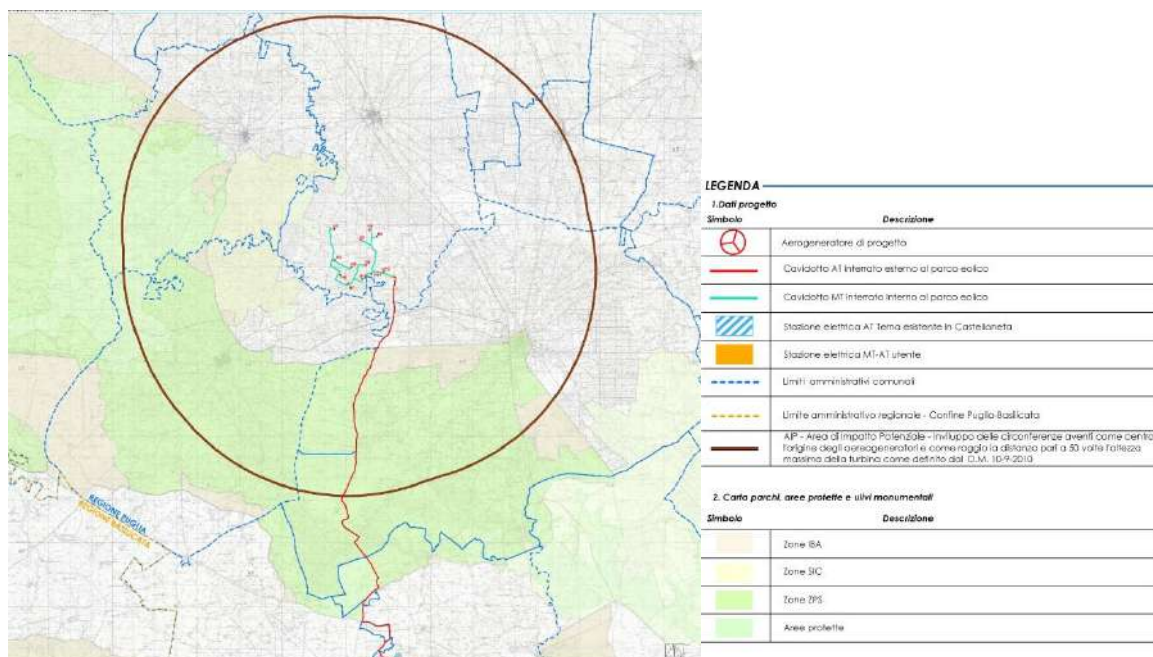 REGIONE PUGLIA
REGIONE BASILICATA
LEGENDA
1.Dati progetto
Simbolo Descrizione
Aerogeneratore di progetto
Cavidotto AT interrato esterno al parco eolico
Cavidotto MT interrato interno al parco eolico
Stazione elettrica AT Terna esistente in Castellaneta
Stazione elettrica MT-AT utente
Limiti amministrativi comunali
Limite amministrativo regionale - Confine Puglia-Basilicata
AIP - Area di Impatto Potenziale - inviluppo delle circonferenze aventi come centro
l'origine degli aereogeneratori e come raggio la distanza pari a 50 volte l'altezza
massima della turbina come definito dal D.M. 10-9-2010
2. Carta parchi, aree protette e ulivi monumentali
Simbolo Descrizione
Zone IBA
Zone SIC
Zone ZPS
Aree protette